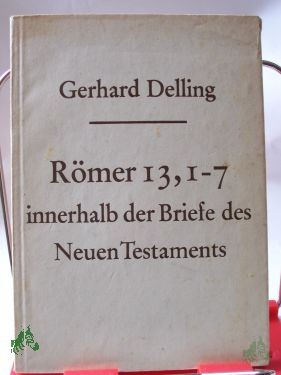 Gerhard Delling
Römer 13, 1-7
innerhalb der Briefe des
Neuen Testaments